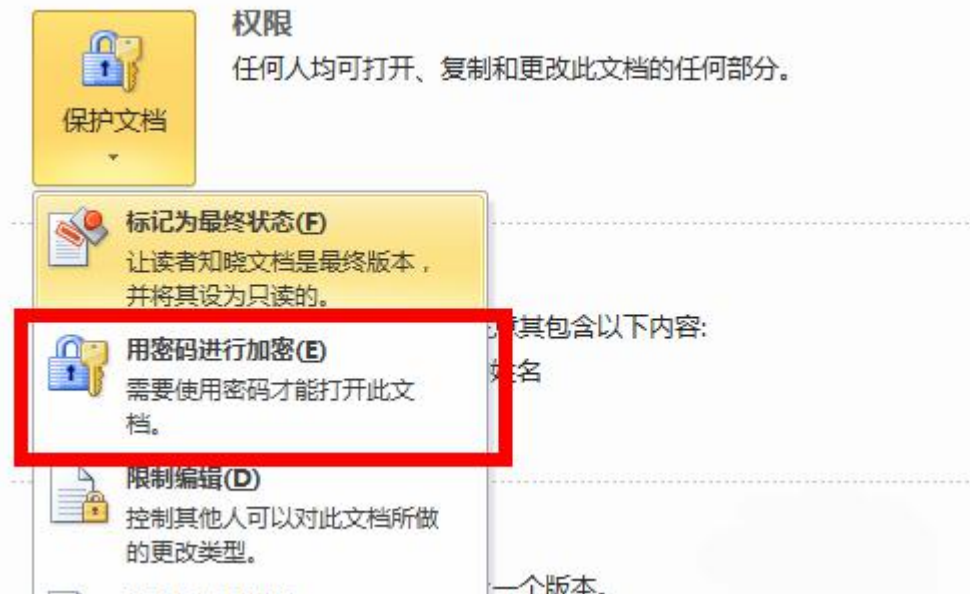 权限
任何人均可打开、复制和更改此文档的任何部分。
保护文档
标记为最终状态(F)
让读者知晓文档是最终版本，
并将其设为只读的。
其包含以下内容:
用密码进行加密(E)
姓名
需要使用密码才能打开此文
档。
限制编辑(D)
控制其他人可以对此文档所做
的更改类型。
一个版本。